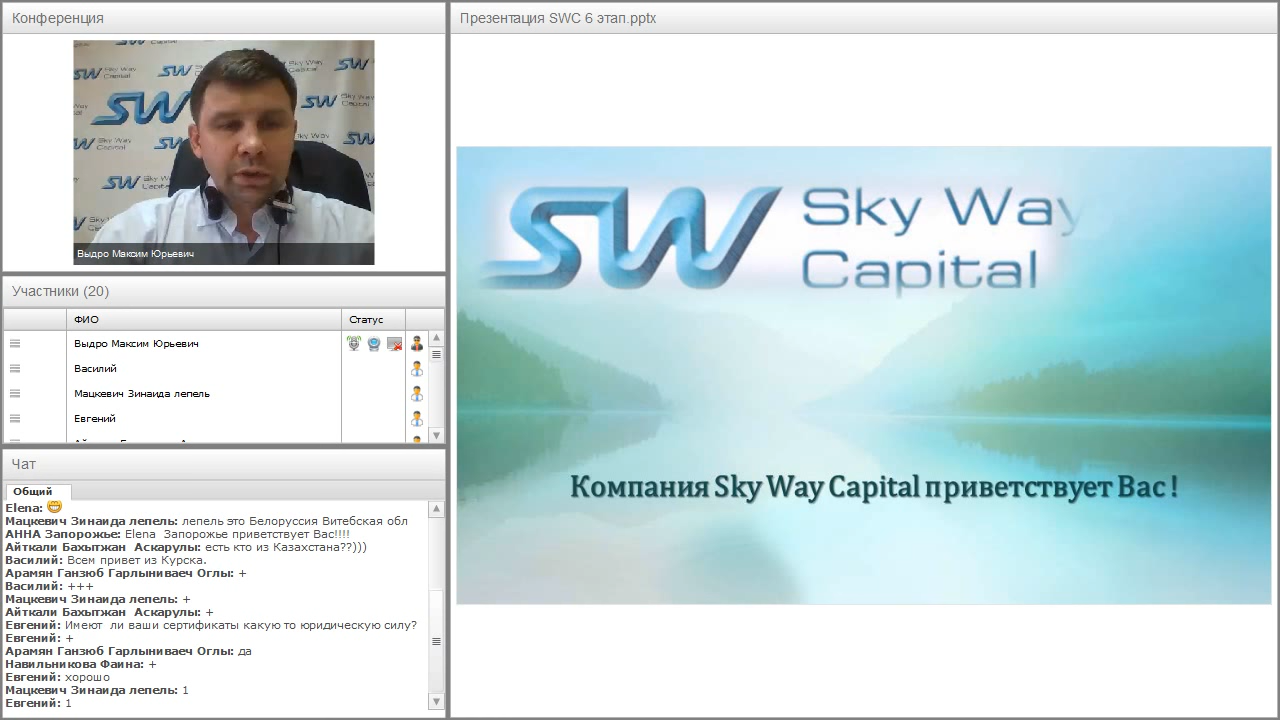 Конференция
SW Sky Way Capital
Выдро Максим Юрьевич
Участники (20)
ФИО Статус
Выдро Максим Юрьевич
Василий
Мацкевич Зинаида лепель
Евгений
Чат
Общий
Elena:
Мацкевич Зинаида лепель: лепель это Белоруссия Витебская обл
АННА Запорожье: Elena Запорожье приветствует Вас!!!!
Айткали Бахытжан Аскарулы: есть кто из Казахстана??)))
Василий: Всем привет из Курска.
Арамян Ганзюб Гарлыниваеч Оглы: +
Василий: +++
Мацкевич Зинаида лепель: +
Айткали Бахытжан Аскарулы: +
Евгений: Имеют ли ваши сертификаты какую то юридическую силу?
Евгений: +
Арамян Ганзюб Гарлыниваеч Оглы: да
Навильникова Фаина: +
Евгений: хорошо
Мацкевич Зинаида лепель: 1
Евгений: 1
Презентация SWC 6 этап.pptx
SW Sky Way
Capital
Компания Sky Way Capital приветствует Вас !